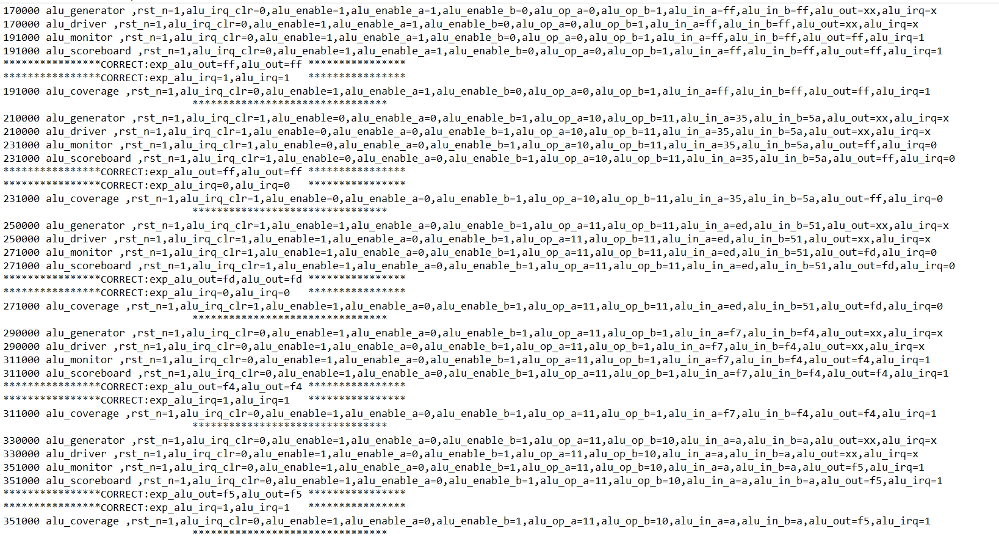 170000 alu_generator ,rst_n=1,alu_irq_clr=0,alu_enable=1,alu_enable_a=1,alu_enable_b=0,alu_op_a=0,alu_op_b=1,alu_in_a=ff,alu_in_b=ff,alu_out=xx,alu_irq=x
170000 alu_driver ,rst_n=1,alu_irq_clr=0,alu_enable=1,alu_enable_a=1,alu_enable_b=0,alu_op_a=0,alu_op_b=1,alu_in_a=ff,alu_in_b=ff,alu_out=xx,alu_irq=x
191000 alu_monitor ,rst_n=1,alu_irq_clr=0,alu_enable=1,alu_enable_a=1,alu_enable_b=0,alu_op_a=0,alu_op_b=1,alu_in_a=ff,alu_in_b=ff,alu_out=ff,alu_irq=1
191000 alu_scoreboard ,rst_n=1,alu_irq_clr=0,alu_enable=1,alu_enable_a=1,alu_enable_b=0,alu_op_a=0,alu_op_b=1,alu_in_a=ff,alu_in_b=ff,alu_out=ff,alu_irq=1
****************CORRECT:exp_alu_out=ff,alu_out=ff ****************
****************CORRECT:exp_alu_irq=1,alu_irq=1   ****************
191000 alu_coverage ,rst_n=1,alu_irq_clr=0,alu_enable=1,alu_enable_a=1,alu_enable_b=0,alu_op_a=0,alu_op_b=1,alu_in_a=ff,alu_in_b=ff,alu_out=ff,alu_irq=1
********************************
210000 alu_generator ,rst_n=1,alu_irq_clr=1,alu_enable=0,alu_enable_a=0,alu_enable_b=1,alu_op_a=10,alu_op_b=11,alu_in_a=35,alu_in_b=5a,alu_out=xx,alu_irq=x
210000 alu_driver ,rst_n=1,alu_irq_clr=1,alu_enable=0,alu_enable_a=0,alu_enable_b=1,alu_op_a=10,alu_op_b=11,alu_in_a=35,alu_in_b=5a,alu_out=xx,alu_irq=x
231000 alu_monitor ,rst_n=1,alu_irq_clr=1,alu_enable=0,alu_enable_a=0,alu_enable_b=1,alu_op_a=10,alu_op_b=11,alu_in_a=35,alu_in_b=5a,alu_out=ff,alu_irq=0
231000 alu_scoreboard ,rst_n=1,alu_irq_clr=1,alu_enable=0,alu_enable_a=0,alu_enable_b=1,alu_op_a=10,alu_op_b=11,alu_in_a=35,alu_in_b=5a,alu_out=ff,alu_irq=0
****************CORRECT:exp_alu_out=ff,alu_out=ff ****************
****************CORRECT:exp_alu_irq=0,alu_irq=0   ****************
231000 alu_coverage ,rst_n=1,alu_irq_clr=1,alu_enable=0,alu_enable_a=0,alu_enable_b=1,alu_op_a=10,alu_op_b=11,alu_in_a=35,alu_in_b=5a,alu_out=ff,alu_irq=0
********************************
250000 alu_generator ,rst_n=1,alu_irq_clr=1,alu_enable=1,alu_enable_a=0,alu_enable_b=1,alu_op_a=11,alu_op_b=11,alu_in_a=ed,alu_in_b=51,alu_out=xx,alu_irq=x
250000 alu_driver ,rst_n=1,alu_irq_clr=1,alu_enable=1,alu_enable_a=0,alu_enable_b=1,alu_op_a=11,alu_op_b=11,alu_in_a=ed,alu_in_b=51,alu_out=xx,alu_irq=x
271000 alu_monitor ,rst_n=1,alu_irq_clr=1,alu_enable=1,alu_enable_a=0,alu_enable_b=1,alu_op_a=11,alu_op_b=11,alu_in_a=ed,alu_in_b=51,alu_out=fd,alu_irq=0
271000 alu_scoreboard ,rst_n=1,alu_irq_clr=1,alu_enable=1,alu_enable_a=0,alu_enable_b=1,alu_op_a=11,alu_op_b=11,alu_in_a=ed,alu_in_b=51,alu_out=fd,alu_irq=0
****************CORRECT:exp_alu_out=fd,alu_out=fd ****************
****************CORRECT:exp_alu_irq=0,alu_irq=0   ****************
271000 alu_coverage ,rst_n=1,alu_irq_clr=1,alu_enable=1,alu_enable_a=0,alu_enable_b=1,alu_op_a=11,alu_op_b=11,alu_in_a=ed,alu_in_b=51,alu_out=fd,alu_irq=0
********************************
290000 alu_generator ,rst_n=1,alu_irq_clr=0,alu_enable=1,alu_enable_a=0,alu_enable_b=1,alu_op_a=11,alu_op_b=1,alu_in_a=f7,alu_in_b=f4,alu_out=xx,alu_irq=x
290000 alu_driver ,rst_n=1,alu_irq_clr=0,alu_enable=1,alu_enable_a=0,alu_enable_b=1,alu_op_a=11,alu_op_b=1,alu_in_a=f7,alu_in_b=f4,alu_out=xx,alu_irq=x
311000 alu_monitor ,rst_n=1,alu_irq_clr=0,alu_enable=1,alu_enable_a=0,alu_enable_b=1,alu_op_a=11,alu_op_b=1,alu_in_a=f7,alu_in_b=f4,alu_out=f4,alu_irq=1
311000 alu_scoreboard ,rst_n=1,alu_irq_clr=0,alu_enable=1,alu_enable_a=0,alu_enable_b=1,alu_op_a=11,alu_op_b=1,alu_in_a=f7,alu_in_b=f4,alu_out=f4,alu_irq=1
****************CORRECT:exp_alu_out=f4,alu_out=f4 ****************
****************CORRECT:exp_alu_irq=1,alu_irq=1   ****************
311000 alu_coverage ,rst_n=1,alu_irq_clr=0,alu_enable=1,alu_enable_a=0,alu_enable_b=1,alu_op_a=11,alu_op_b=1,alu_in_a=f7,alu_in_b=f4,alu_out=f4,alu_irq=1
********************************
330000 alu_generator ,rst_n=1,alu_irq_clr=0,alu_enable=1,alu_enable_a=0,alu_enable_b=1,alu_op_a=11,alu_op_b=10,alu_in_a=a,alu_in_b=a,alu_out=xx,alu_irq=x
330000 alu_driver ,rst_n=1,alu_irq_clr=0,alu_enable=1,alu_enable_a=0,alu_enable_b=1,alu_op_a=11,alu_op_b=10,alu_in_a=a,alu_in_b=a,alu_out=xx,alu_irq=x
351000 alu_monitor ,rst_n=1,alu_irq_clr=0,alu_enable=1,alu_enable_a=0,alu_enable_b=1,alu_op_a=11,alu_op_b=10,alu_in_a=a,alu_in_b=a,alu_out=f5,alu_irq=1
351000 alu_scoreboard ,rst_n=1,alu_irq_clr=0,alu_enable=1,alu_enable_a=0,alu_enable_b=1,alu_op_a=11,alu_op_b=10,alu_in_a=a,alu_in_b=a,alu_out=f5,alu_irq=1
****************CORRECT:exp_alu_out=f5,alu_out=f5 ****************
****************CORRECT:exp_alu_irq=1,alu_irq=1   ****************
351000 alu_coverage ,rst_n=1,alu_irq_clr=0,alu_enable=1,alu_enable_a=0,alu_enable_b=1,alu_op_a=11,alu_op_b=10,alu_in_a=a,alu_in_b=a,alu_out=f5,alu_irq=1
********************************